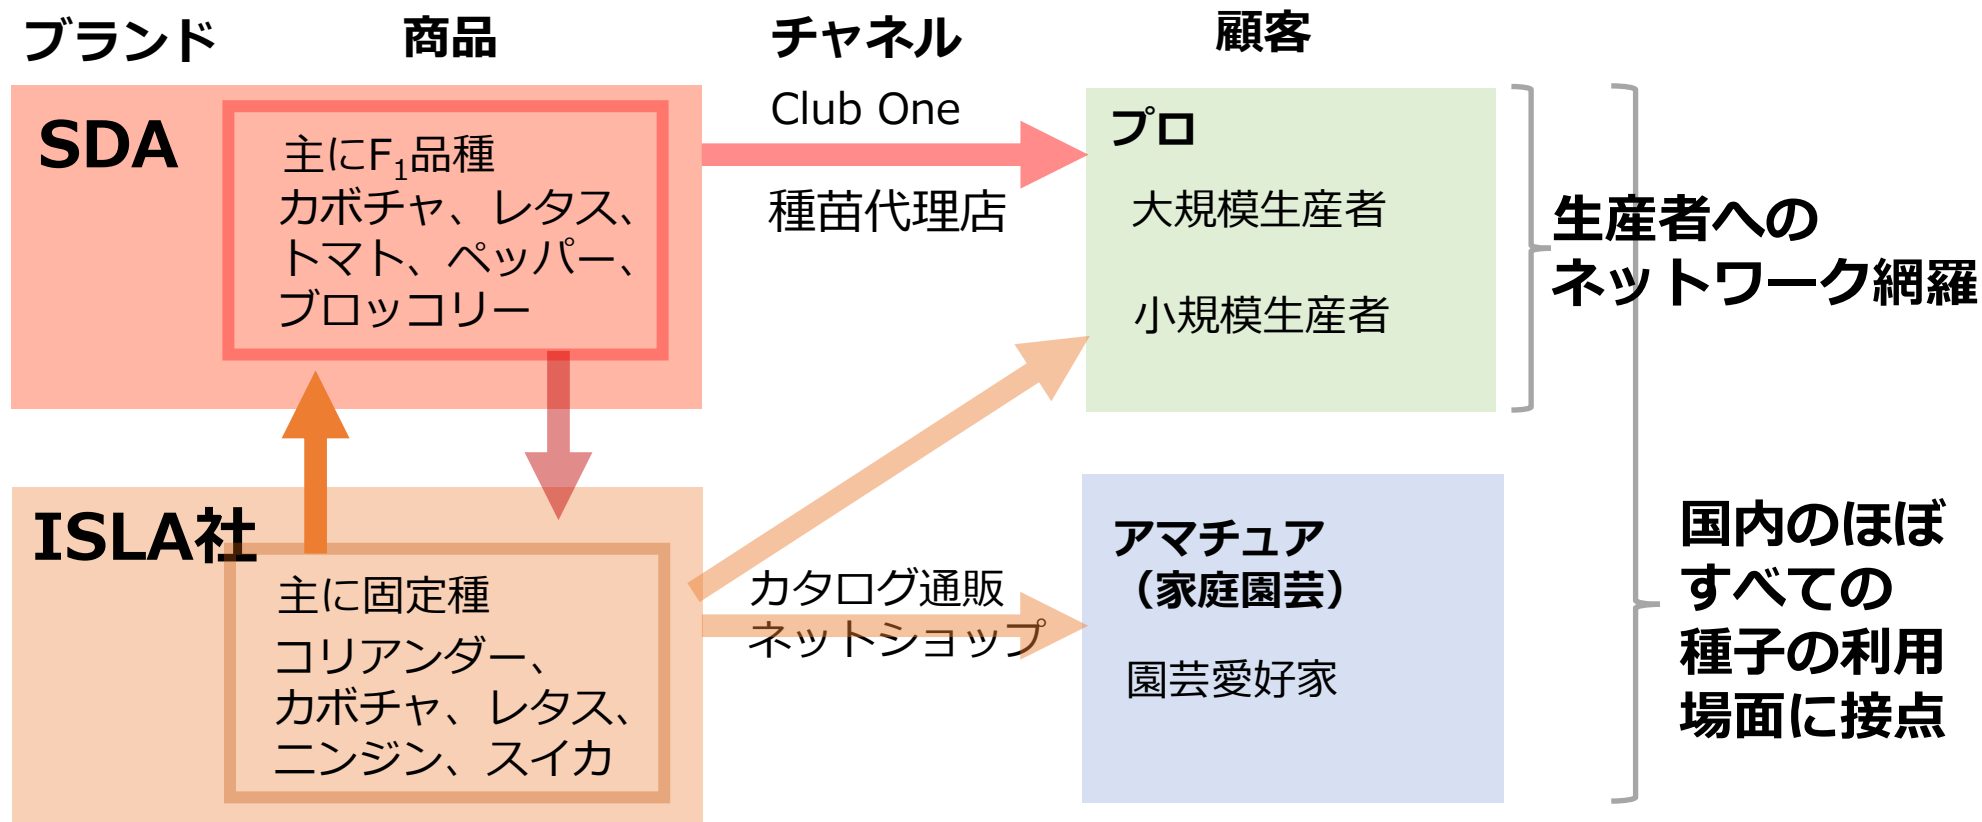 ブランド
商品
チャネル
顧客
SDA
主にF₁品種
カボチャ、レタス、
トマト、ペッパー、
ブロッコリー
Club One
種苗代理店
プロ
大規模生産者
小規模生産者
生産者への
ネットワーク網羅
ISLA社
主に固定種
コリアンダー、
カボチャ、レタス、
ニンジン、スイカ
カタログ通販
ネットショップ
アマチュア
（家庭園芸）
園芸愛好家
国内のほぼ
すべての
種子の利用
場面に接点